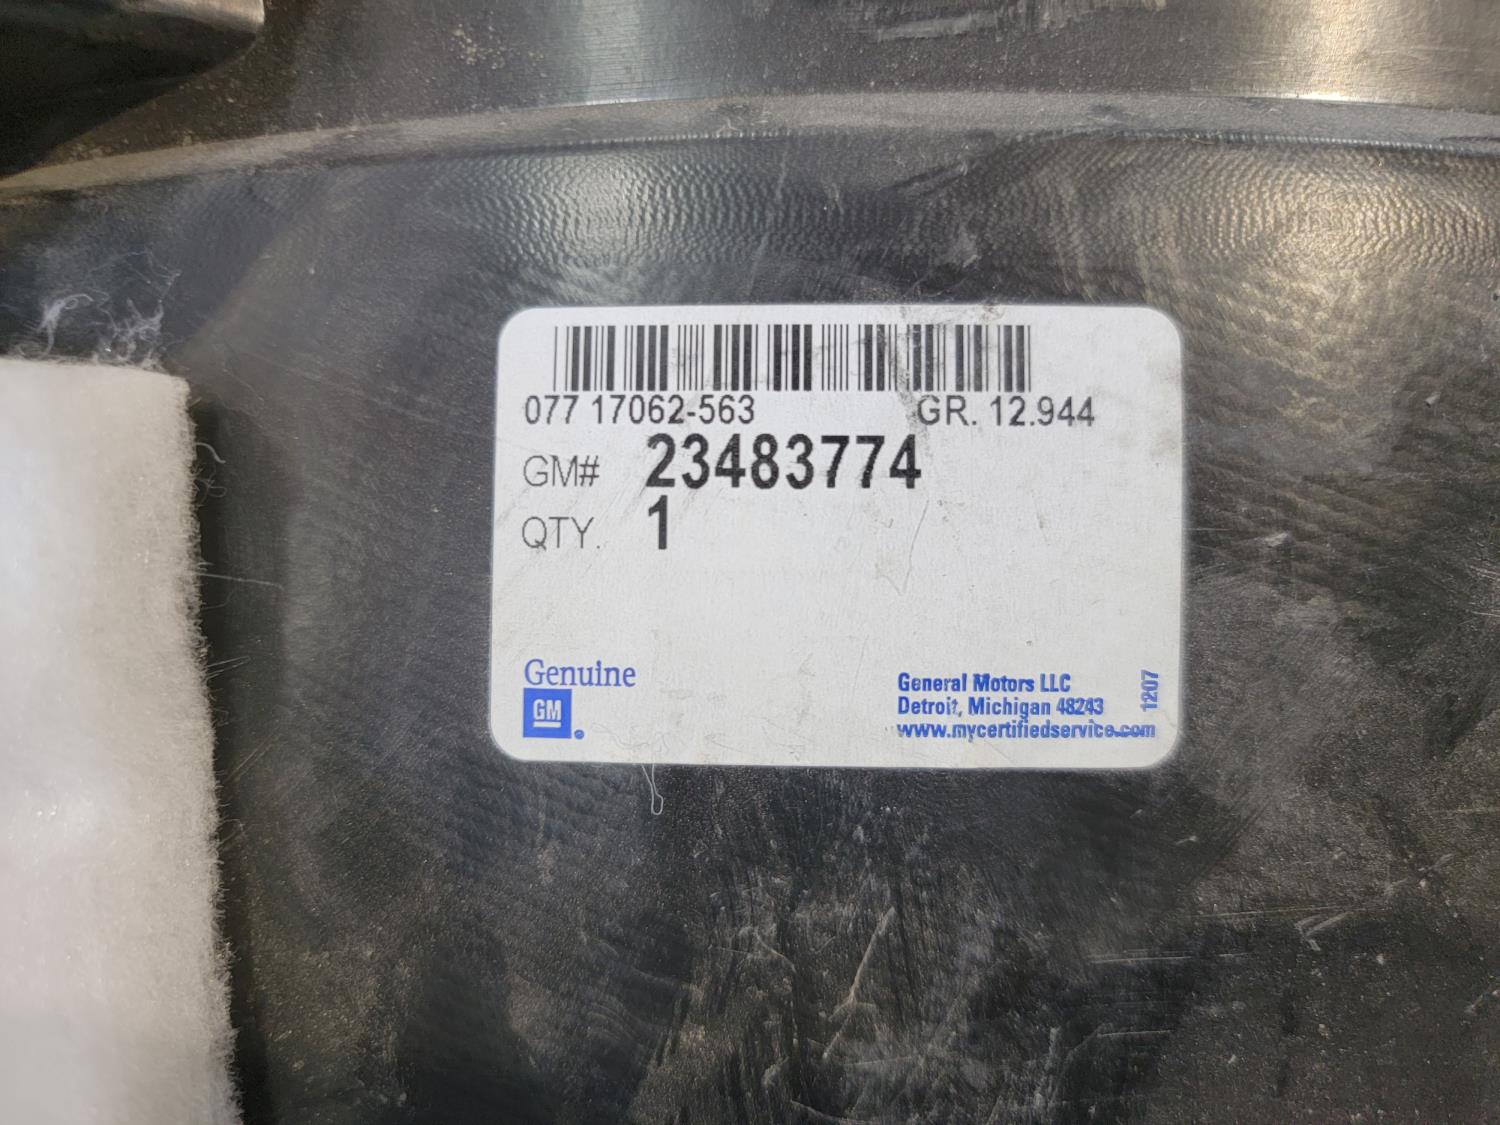 077 17062-563 GR. 12.944
GM# 23483774
QTY. 1
Genuine
GM
General Motors LLC
Detroit, Michigan 48243
www.mycertifiedservice.com
1207